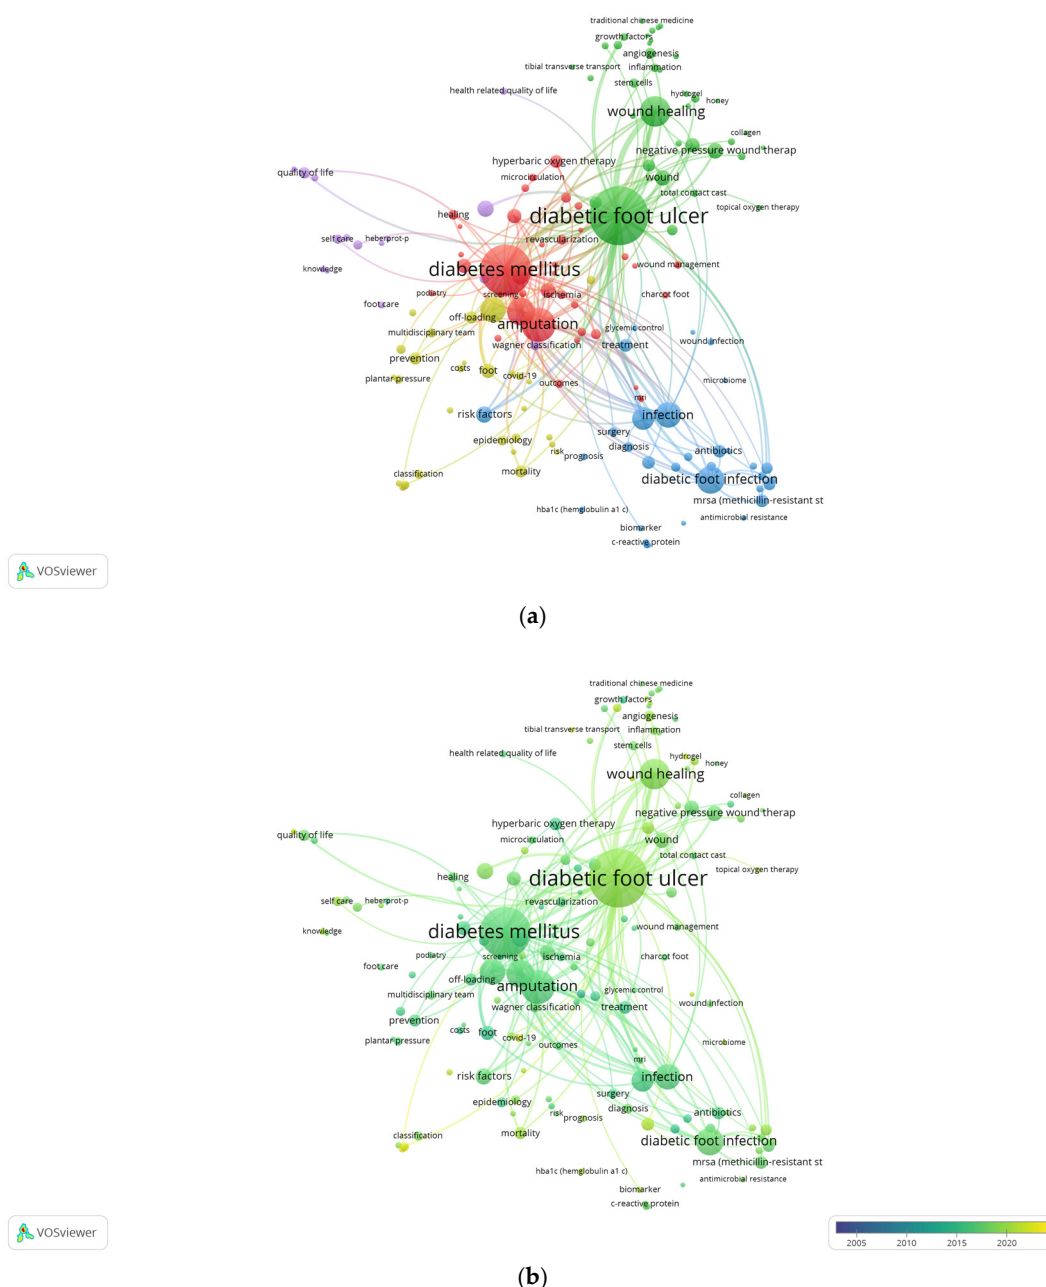 traditional chinese medicine
growth factors
angiogenesis
tibial transverse transport
inflammation
stem cells
health related quality of life
hydrogel
honey
wound healing
collagen
negative pressure wound therap
hyperbaric oxygen therapy
quality of life
microcirculation
wound
total contact cast
topical oxygen therapy
healing
diabetic foot ulcer
self care
heberprot-p
revascularization
knowledge
diabetes mellitus
wound management
podiatry
screening
ischemia
charcot foot
foot care
off-loading
amputation
multidisciplinary team
glycemic control
wagner classification
treatment
wound infection
prevention
plantar pressure
costs
foot
covid-19
outcomes
microbiome
mri
risk factors
infection
surgery
epidemiology
diagnosis
antibiotics
risk
prognosis
classification
mortality
diabetic foot infection
mrsa (methicillin-resistant st
hba1c (hemglobulin a1 c)
antimicrobial resistance
biomarker
c-reactive protein
VOSviewer
(a)
traditional chinese medicine
growth factors
angiogenesis
tibial transverse transport
inflammation
stem cells
health related quality of life
hydrogel
honey
wound healing
collagen
negative pressure wound therap
hyperbaric oxygen therapy
quality of life
microcirculation
wound
total contact cast
topical oxygen therapy
healing
diabetic foot ulcer
self care
heberprot-p
revascularization
knowledge
diabetes mellitus
wound management
podiatry
screening
ischemia
charcot foot
foot care
off-loading
amputation
multidisciplinary team
glycemic control
wagner classification
treatment
wound infection
prevention
plantar pressure
costs
foot
covid-19
outcomes
microbiome
mri
risk factors
infection
surgery
epidemiology
diagnosis
antibiotics
risk
prognosis
classification
mortality
diabetic foot infection
mrsa (methicillin-resistant st
hba1c (hemglobulin a1 c)
antimicrobial resistance
biomarker
c-reactive protein
VOSviewer
2005 2010 2015 2020
(b)